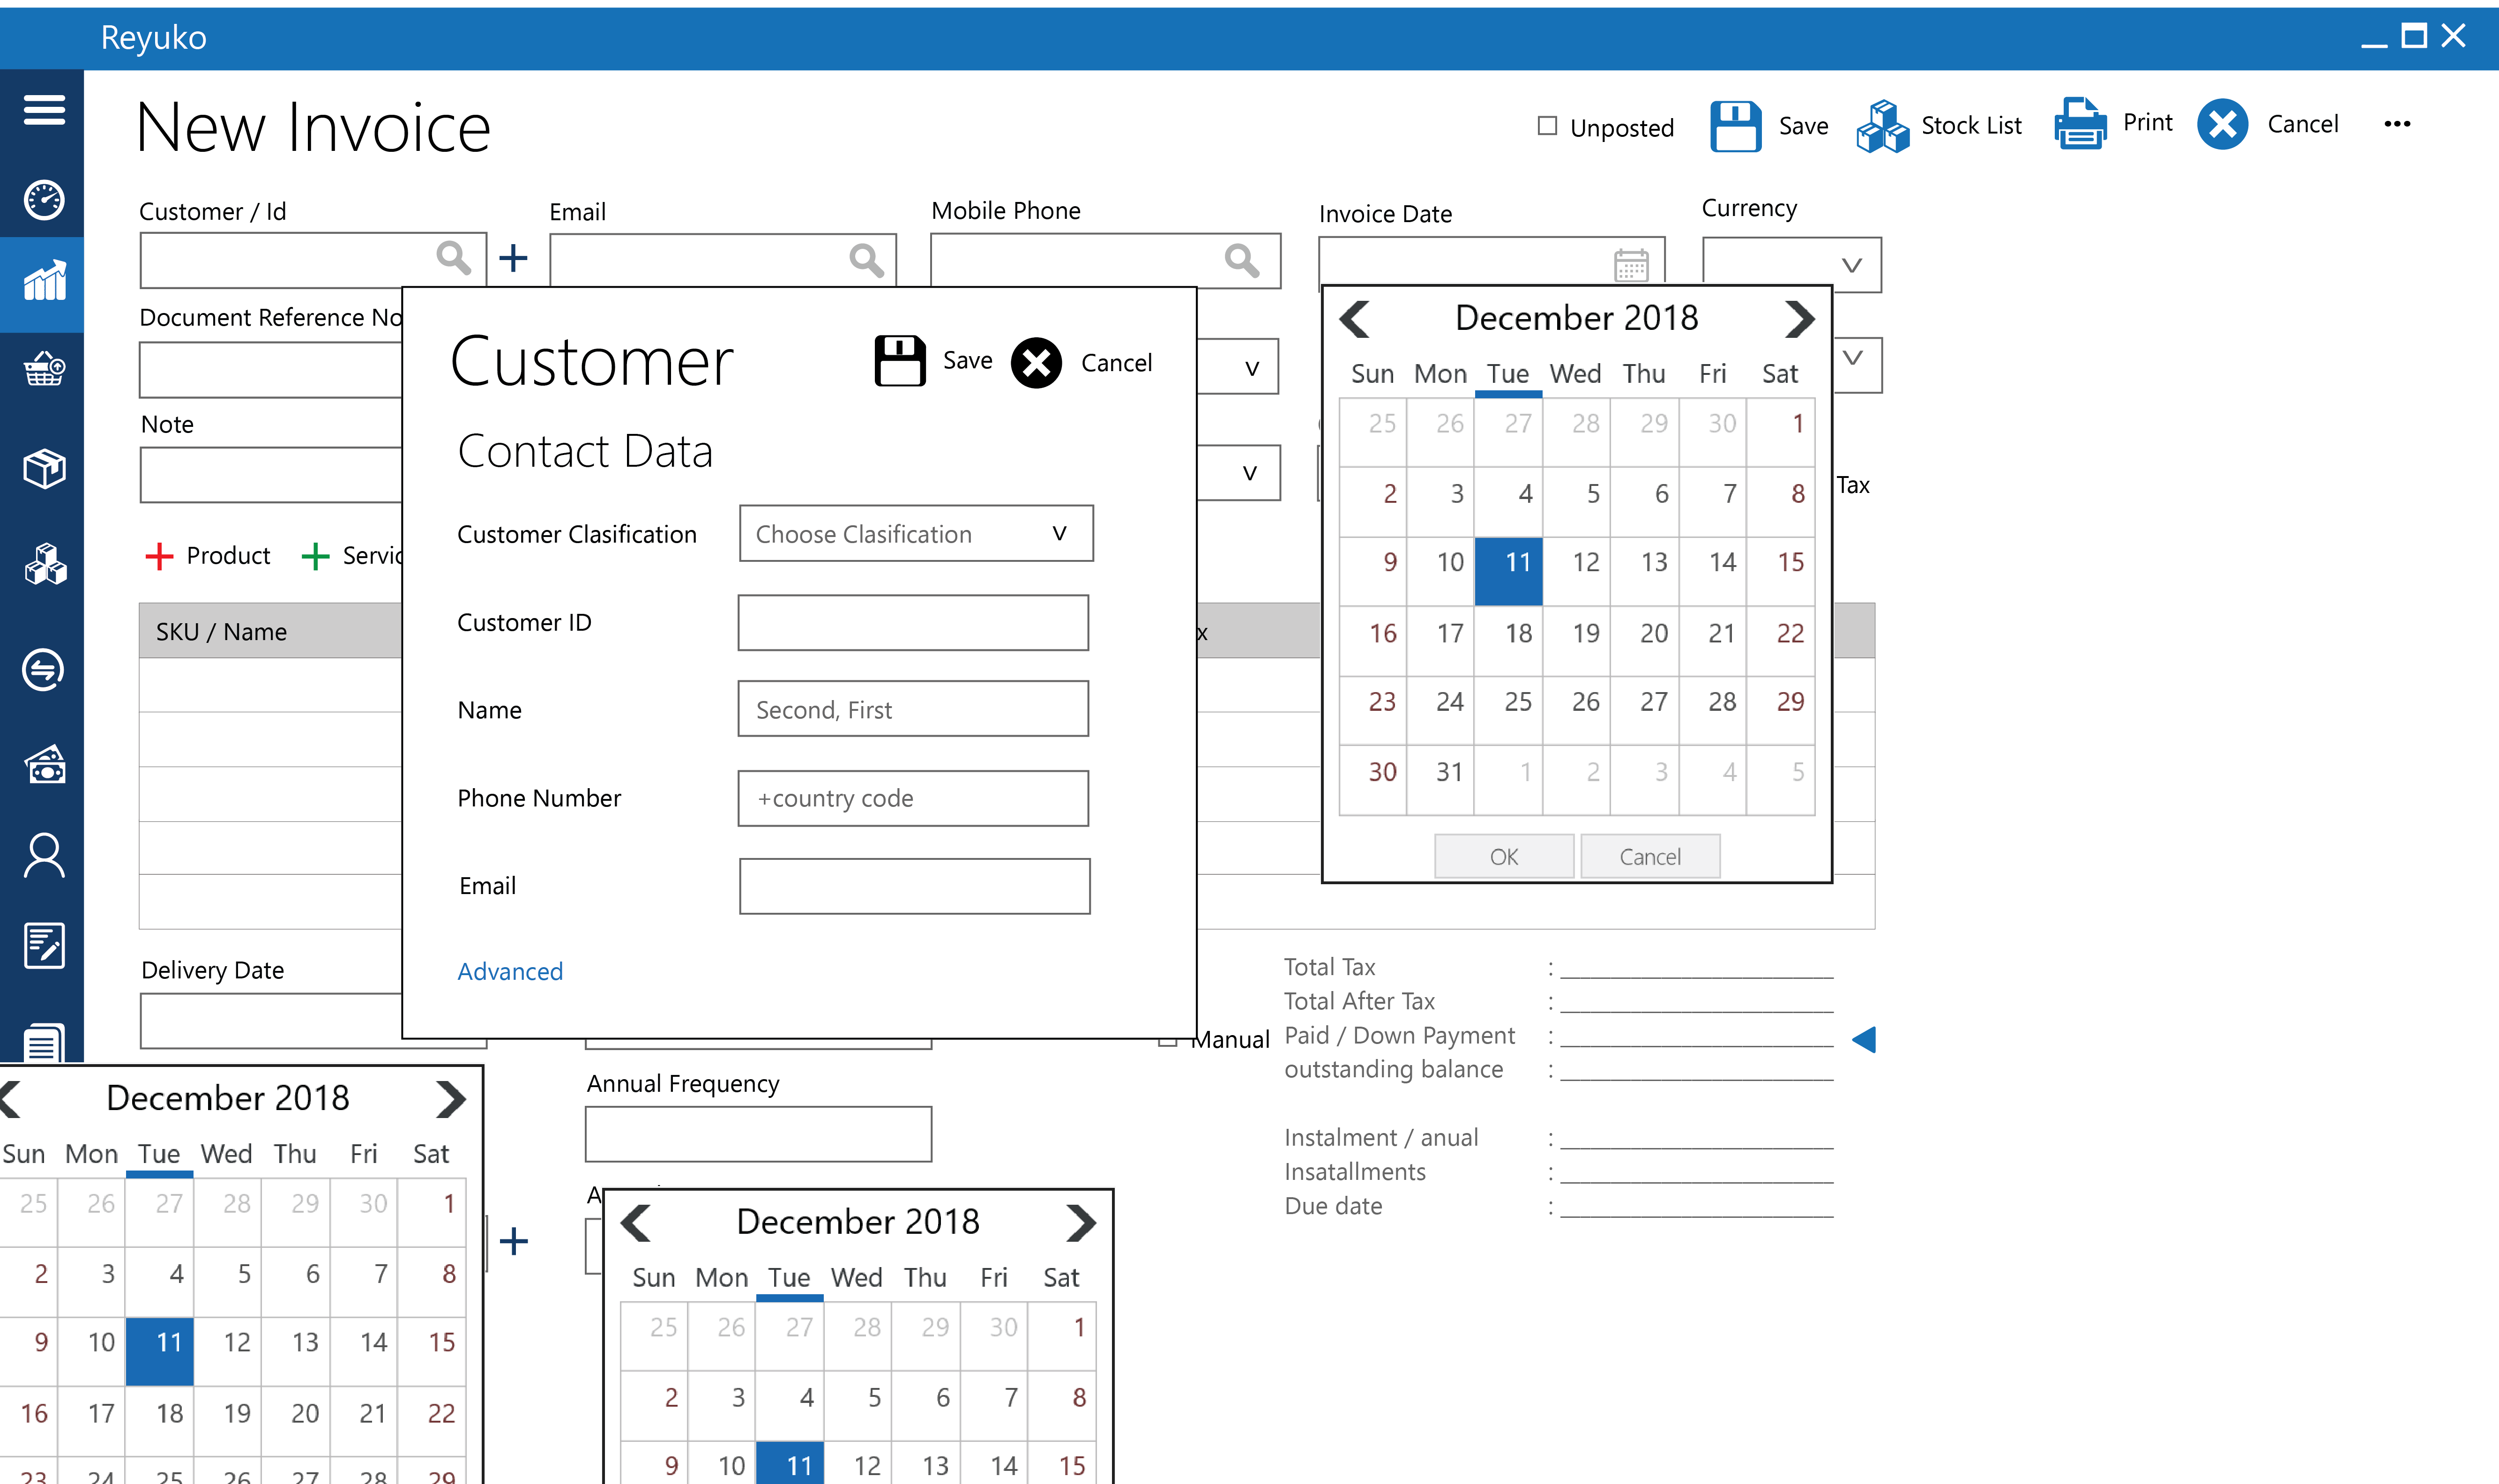 Reyuko
New Invoice
Unposted
Save
Stock List
Print
Cancel
...
Customer / Id
Email
Mobile Phone
Invoice Date
Currency
Document Reference No
Note
Product
Servic
SKU / Name
x
Tax
Customer
Save
Cancel
Contact Data
Customer Clasification
Choose Clasification
Customer ID
Name
Second, First
Phone Number
+country code
Email
Advanced
December 2018
Sun Mon Tue Wed Thu Fri Sat
25 26 27 28 29 30 1
2 3 4 5 6 7 8
9 10 11 12 13 14 15
16 17 18 19 20 21 22
23 24 25 26 27 28 29
30 31 1 2 3 4 5
OK
Cancel
Delivery Date
Manual
Total Tax :
Total After Tax :
Paid / Down Payment :
outstanding balance :
Instalment / anual :
Insatallments :
Due date :
Annual Frequency
December 2018
Sun Mon Tue Wed Thu Fri Sat
25 26 27 28 29 30 1
2 3 4 5 6 7 8
9 10 11 12 13 14 15
16 17 18 19 20 21 22
23 24 25 26 27 28 29
December 2018
Sun Mon Tue Wed Thu Fri Sat
25 26 27 28 29 30 1
2 3 4 5 6 7 8
9 10 11 12 13 14 15